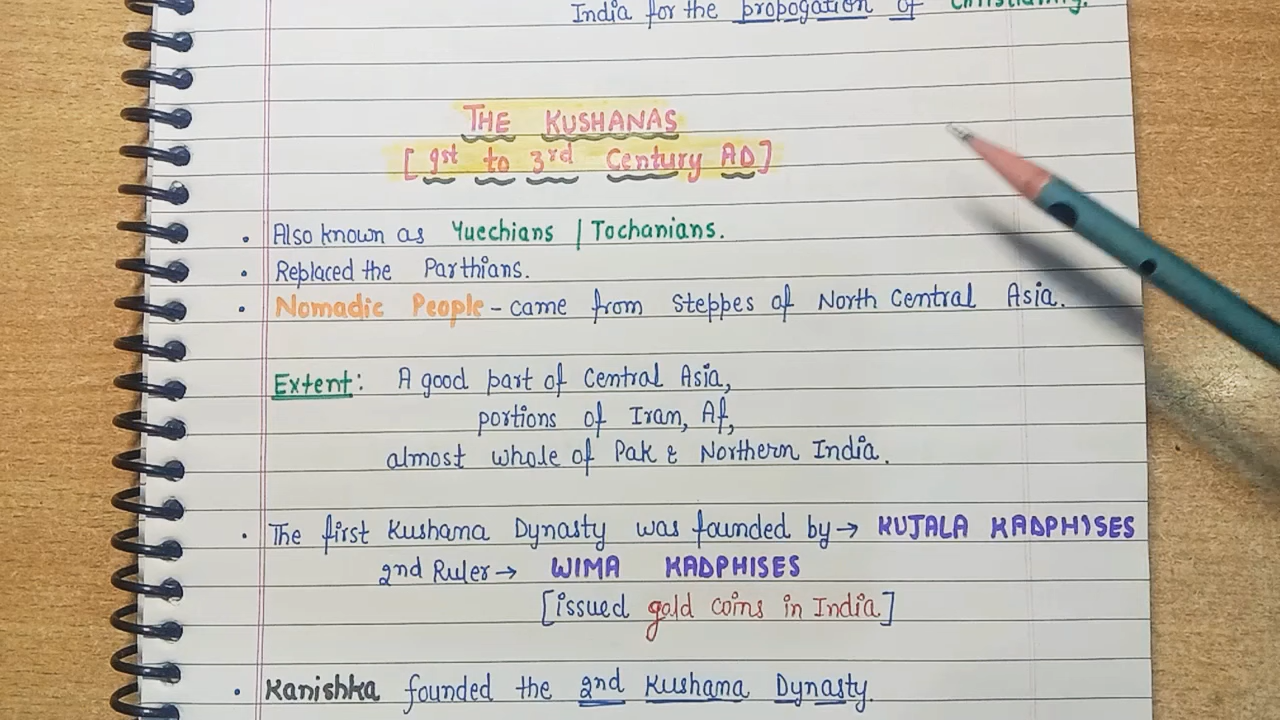 India for the propogation of Christianity.
THE KUSHANAS
[1st to 3rd Century AD]
• Also known as Yuechians | Tochanians.
• Replaced the Parthians.
• Nomadic People - came from steppes of North Central Asia.
Extent: A good part of Central Asia,
portions of Iran, Af,
almost whole of Pak & Northern India.
• The first Kushama Dynasty was founded by → KUJALA KADPHISES
2nd Ruler → WIMA KADPHISES
[issued gold coins in India]
• Kanishka founded the 2nd Kushama Dynasty.